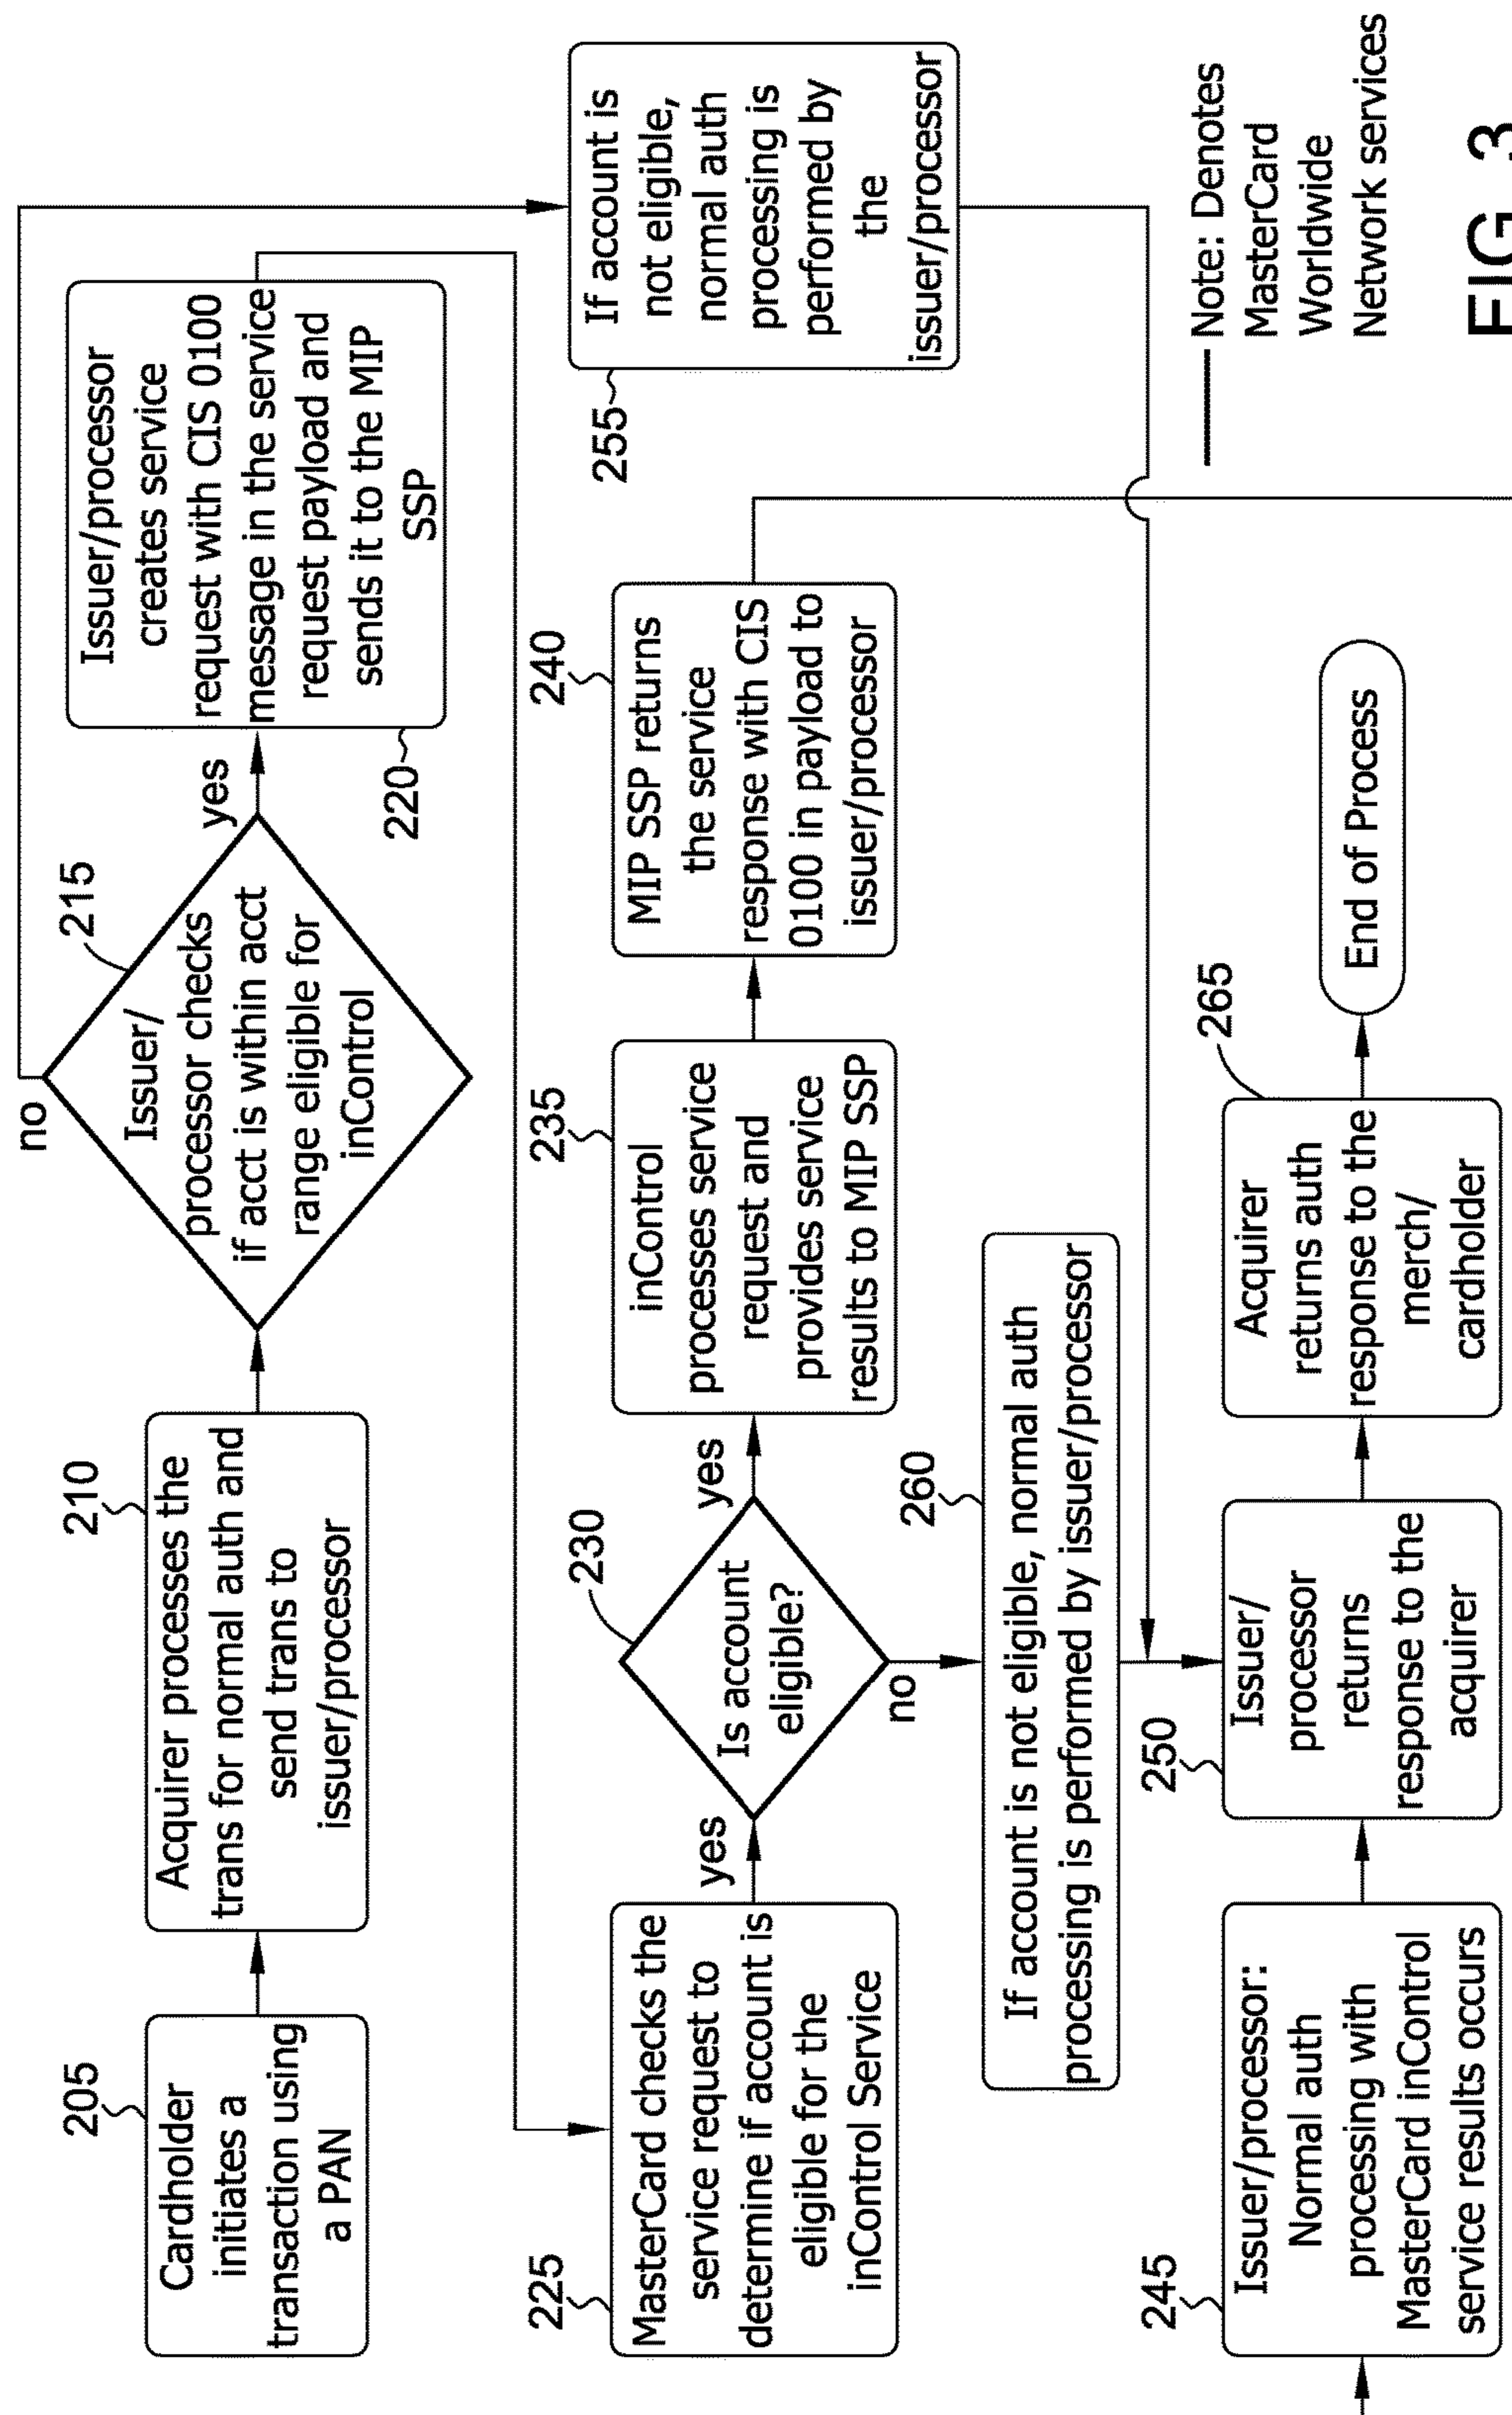 205
Cardholder
initiates a
transaction using
a PAN
210
Acquirer processes the
trans for normal auth and
send trans to
issuer/processor
215
Issuer/
processor checks
if acct is within acct
range eligible for
inControl
no
yes
220
Issuer/processor
creates service
request with CIS 0100
message in the service
request payload and
sends it to the MIP
SSP
225
MasterCard checks the
service request to
determine if account is
eligible for the
inControl Service
yes
230
Is account
eligible?
yes
no
235
inControl
processes service
request and
provides service
results to MIP SSP
240
MIP SSP returns
the service
response with CIS
0100 in payload to
issuer/processor
255
If account is
not eligible,
normal auth
processing is
performed by
the
issuer/processor
260
If account is not eligible, normal auth
processing is performed by issuer/processor
245
Issuer/processor:
Normal auth
processing with
MasterCard inControl
service results occurs
250
Issuer/
processor
returns
response to the
acquirer
265
Acquirer
returns auth
response to the
merch/
cardholder
End of Process
Note: Denotes
MasterCard
Worldwide
Network services
FIG. 3